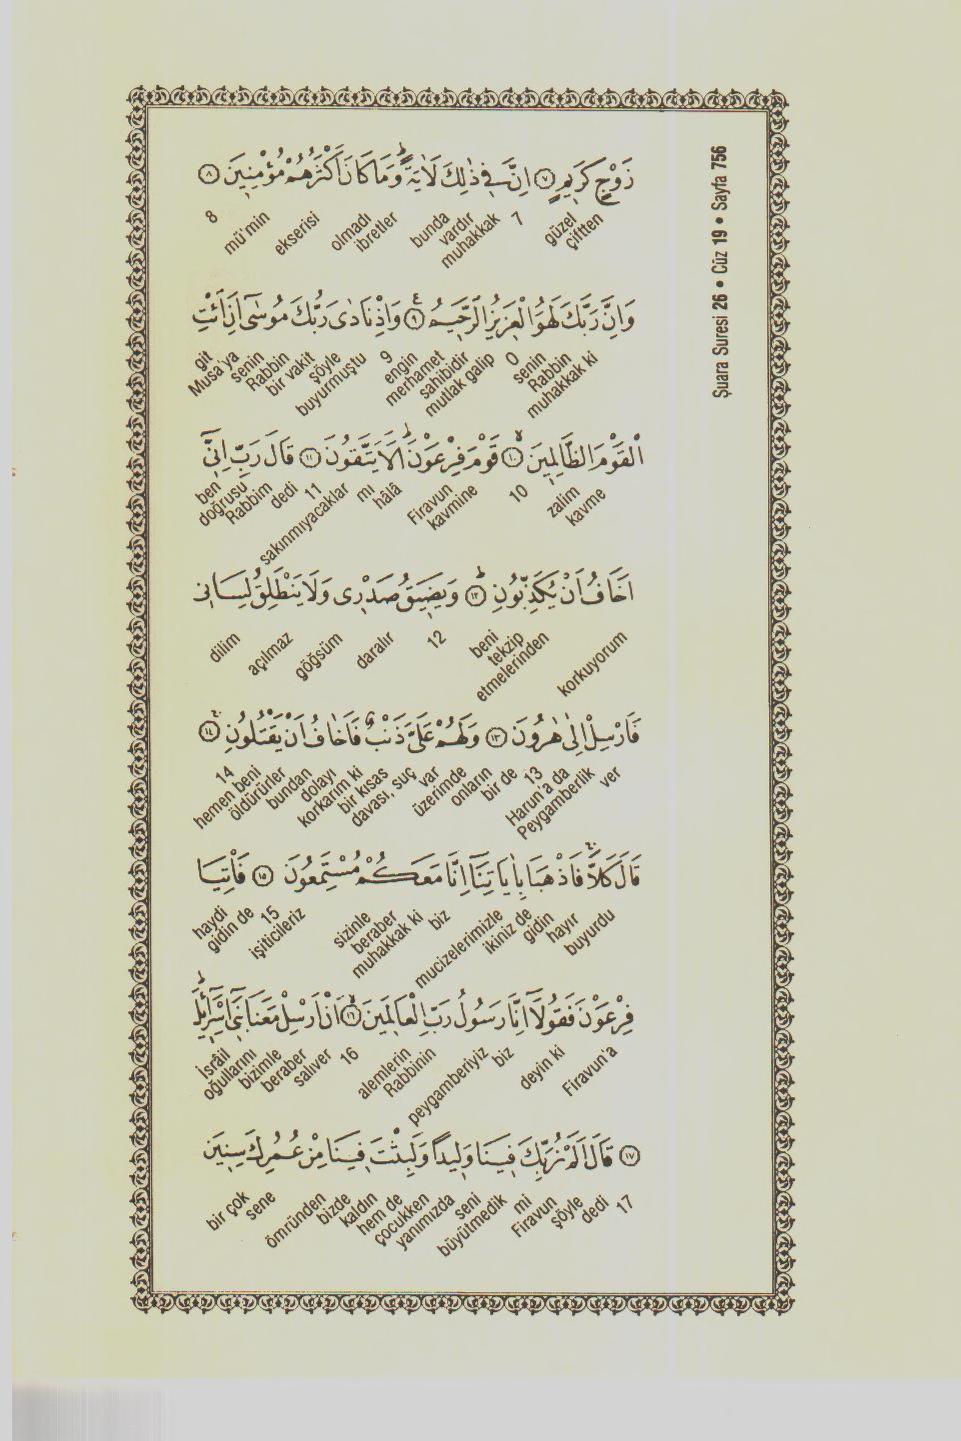 Şuara Suresi 26 • Cüz 19 • Sayfa 756
زَوْجٍ كَرِيمٍ ﴿٧﴾ اِنَّ فِى ذٰلِكَ لَاٰيَةًۜ وَمَا كَانَ اَكْثَرُهُمْ مُؤْمِنِينَ ﴿٨﴾
çiftten güzel 7 muhakkak vardır bunda ibretler olmadı ekserisi mü'min 8
وَاِنَّ رَبَّكَ لَهُوَ الْعَزِيزُ الرَّحِيمُ ﴿٩﴾ وَاِذْ نَادٰى رَبُّكَ مُوسٰٓى اَنِ ائْتِ
muhakkak ki Rabbin senin O mutlak galip sahibidir merhamet engin 9 buyurmuştu şöyle bir vakit Rabbin senin Musa'ya git
الْقَوْمَ الظَّالِمِينَ ﴿١٠﴾ قَوْمَ فِرْعَوْنَۜ اَلَا يَتَّقُونَ ﴿١١﴾ قَالَ رَبِّ اِنِّٓى
kavme zalim 10 kavmine Firavun hâlâ mı sakınmıyacaklar 11 dedi Rabbim doğrusu ben
اَخَافُ اَنْ يُكَذِّبُونِۜ ﴿١٢﴾ وَيَضِيقُ صَدْرِى وَلَا يَنْطَلِقُ لِسَانِى
korkuyorum etmelerinden tekzip beni 12 daralır göğsüm açılmaz dilim
فَاَرْسِلْ اِلٰى هٰرُونَ ﴿١٣﴾ وَلَهُمْ عَلَىَّ ذَنْبٌ فَاَخَافُ اَنْ يَقْتُلُونِۚ ﴿١٤﴾
ver Peygamberlik Harun'a da 13 bir de onların üzerimde var davası, suç bir kısas korkarım ki dolayı bundan öldürürler hemen beni 14
قَالَ كَلَّاۚ فَاذْهَبَا بِاٰيَاتِنَٓا اِنَّا مَعَكُمْ مُسْتَمِعُونَ ﴿١٥﴾ فَأْتِيَا
buyurdu hayır gidin ikiniz de mucizelerimizle biz muhakkak ki beraber sizinle işiticileriz 15 gidin de haydi
فِرْعَوْنَ فَقُولَٓا اِنَّا رَسُولُ رَبِّ الْعَالَمِينَ ﴿١٦﴾ اَنْ اَرْسِلْ مَعَنَا بَنِٓى اِسْرَٓائِلَۜ
Firavun'a deyin ki biz peygamberiyiz Rabbinin alemlerin 16 salıver beraber bizimle oğullarını İsrâil
﴿١٧﴾ قَالَ اَلَمْ نُرَبِّكَ فِينَا وَلِيدًا وَلَبِثْتَ فِينَا مِنْ عُمُرِكَ سِنِينَ
17 dedi şöyle Firavun mi büyütmedik seni yanımızda çocukken hem de kaldın bizde ömründen sene bir çok